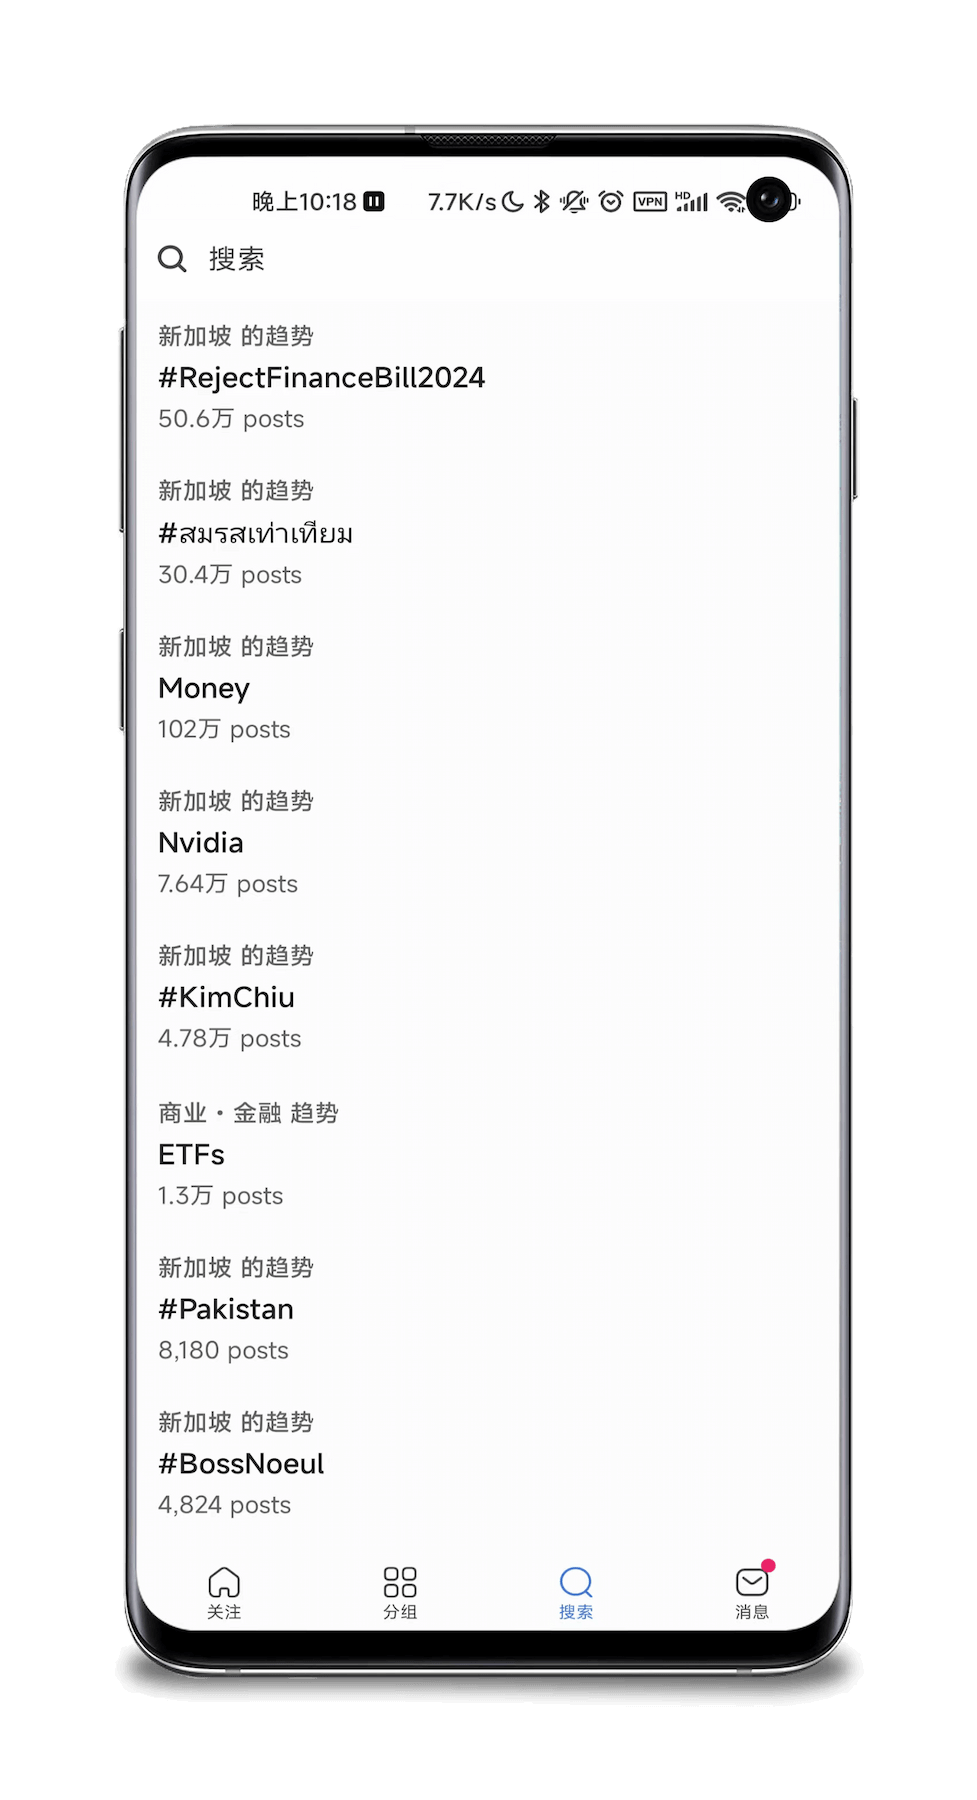 晚上10:18 7.7K/s VPN HD
搜索
新加坡 的趋势
#RejectFinanceBill2024
50.6万 posts
新加坡 的趋势
#สมรสเท่าเทียม
30.4万 posts
新加坡 的趋势
Money
102万 posts
新加坡 的趋势
Nvidia
7.64万 posts
新加坡 的趋势
#KimChiu
4.78万 posts
商业·金融 趋势
ETFs
1.3万 posts
新加坡 的趋势
#Pakistan
8,180 posts
新加坡 的趋势
#BossNoeul
4,824 posts
关注 分组 搜索 消息